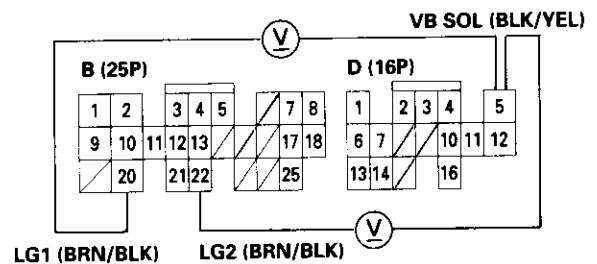 VB SOL (BLK/YEL)
V
B (25P)
D (16P)
1 2 3 4 5 7 8
1 2 3 4 5
9 10 11 12 13 17 18
6 7 10 11 12
20 21 22 25
13 14 16
V
LG1 (BRN/BLK)
LG2 (BRN/BLK)